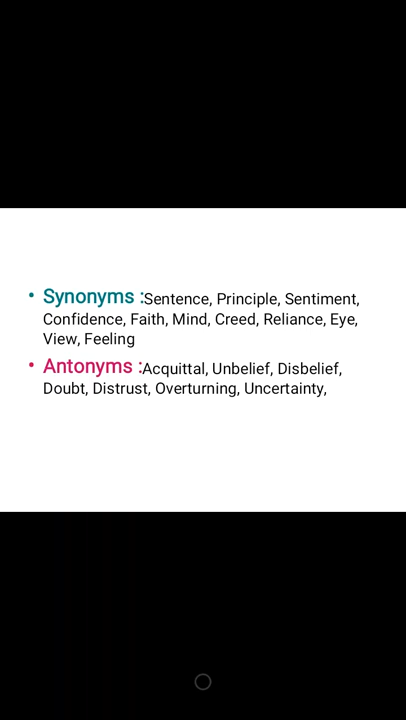 • Synonyms :Sentence, Principle, Sentiment,
Confidence, Faith, Mind, Creed, Reliance, Eye,
View, Feeling
• Antonyms :Acquittal, Unbelief, Disbelief,
Doubt, Distrust, Overturning, Uncertainty,